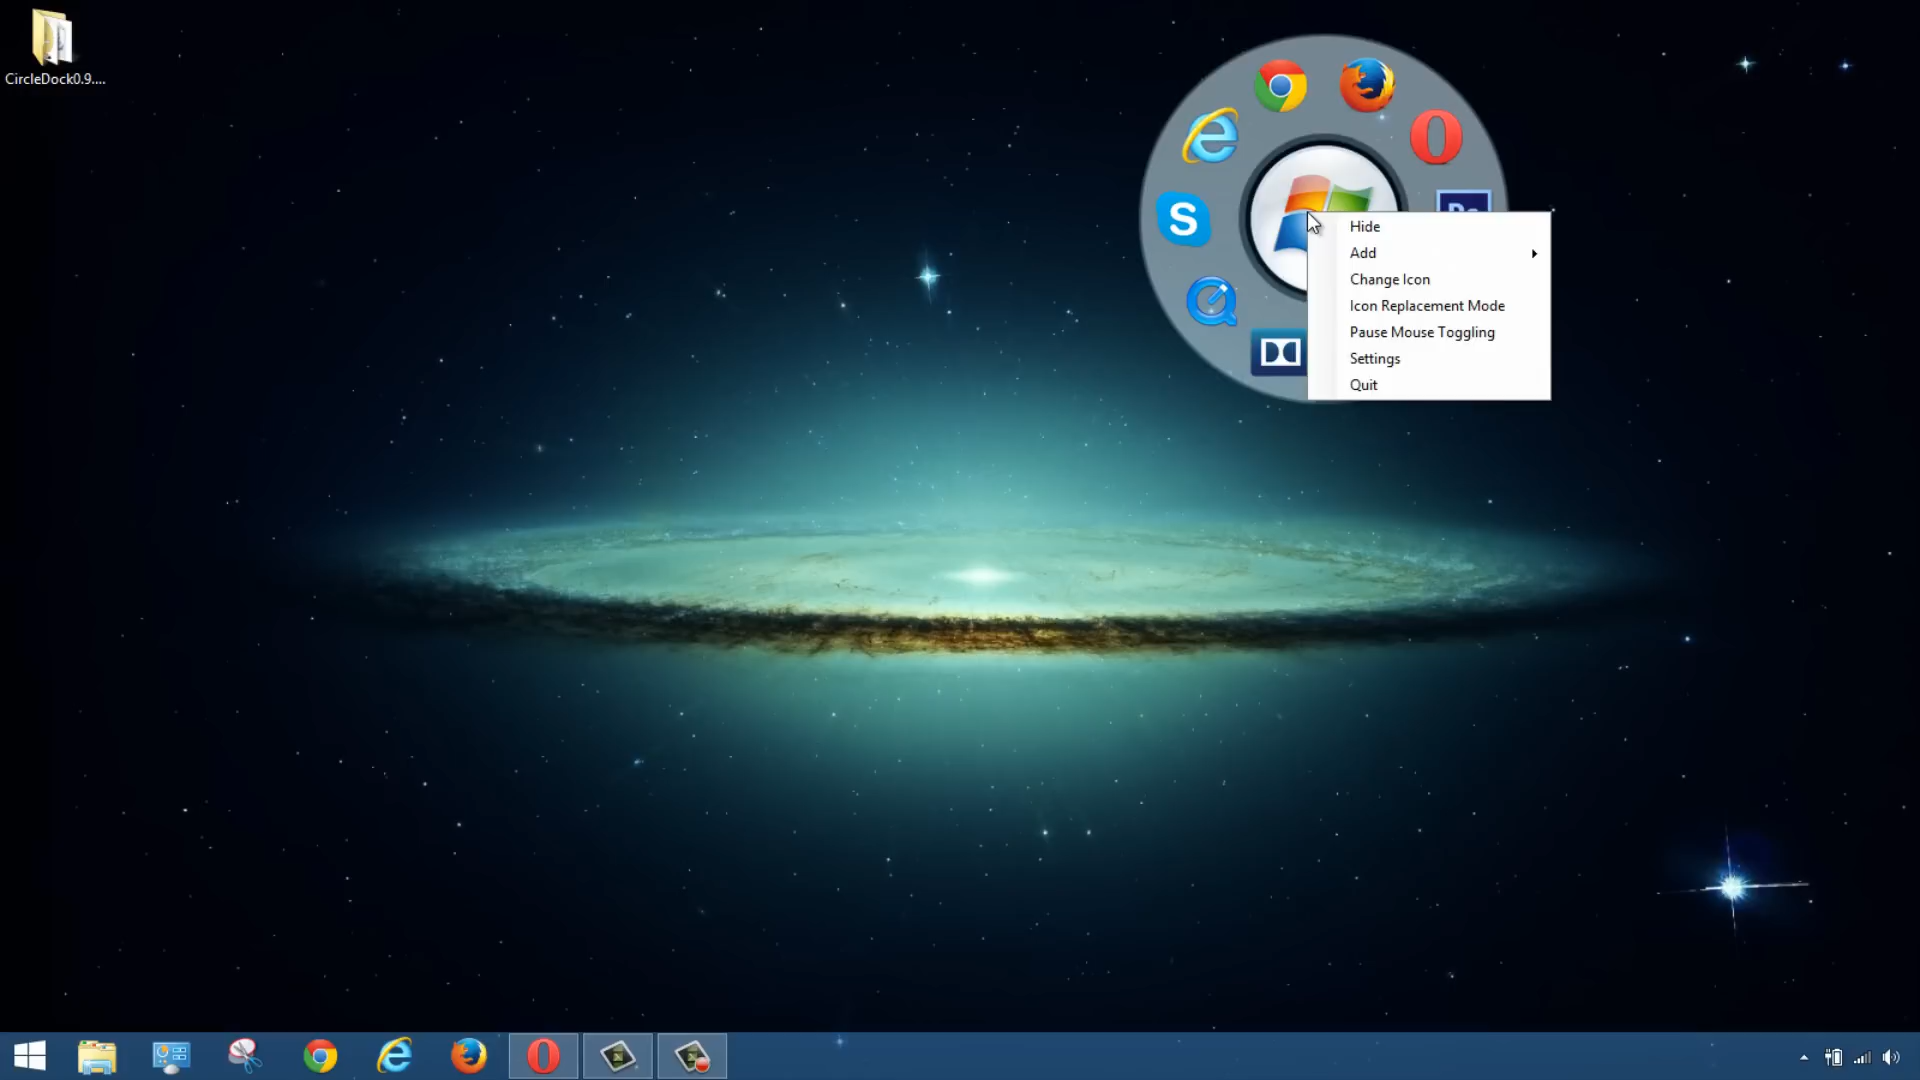 CircleDock0.9....
S
Hide
Add
Change Icon
Icon Replacement Mode
Pause Mouse Toggling
Settings
Quit